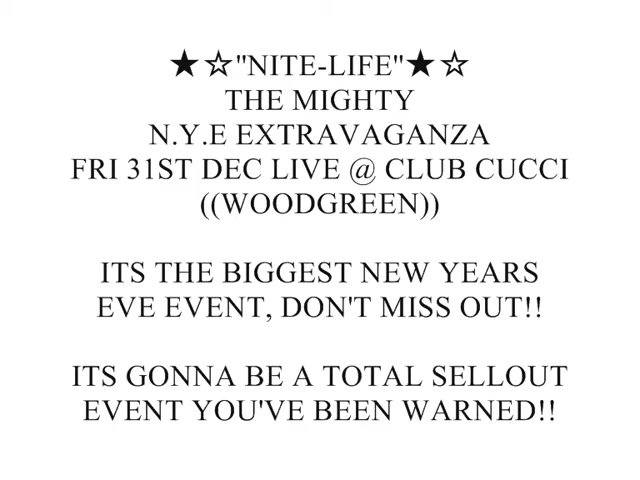 ★☆"NITE-LIFE"★☆
THE MIGHTY
N.Y.E EXTRAVAGANZA
FRI 31ST DEC LIVE @ CLUB CUCCI
((WOODGREEN))
ITS THE BIGGEST NEW YEARS
EVE EVENT, DON'T MISS OUT!!
ITS GONNA BE A TOTAL SELLOUT
EVENT YOU'VE BEEN WARNED!!